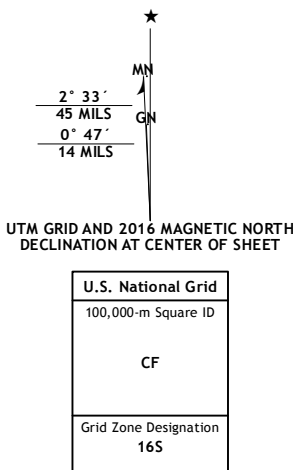 ★
MN
2° 33´
45 MILS
GN
0° 47´
14 MILS
UTM GRID AND 2016 MAGNETIC NORTH
DECLINATION AT CENTER OF SHEET
U.S. National Grid
100,000-m Square ID
CF
Grid Zone Designation
16S